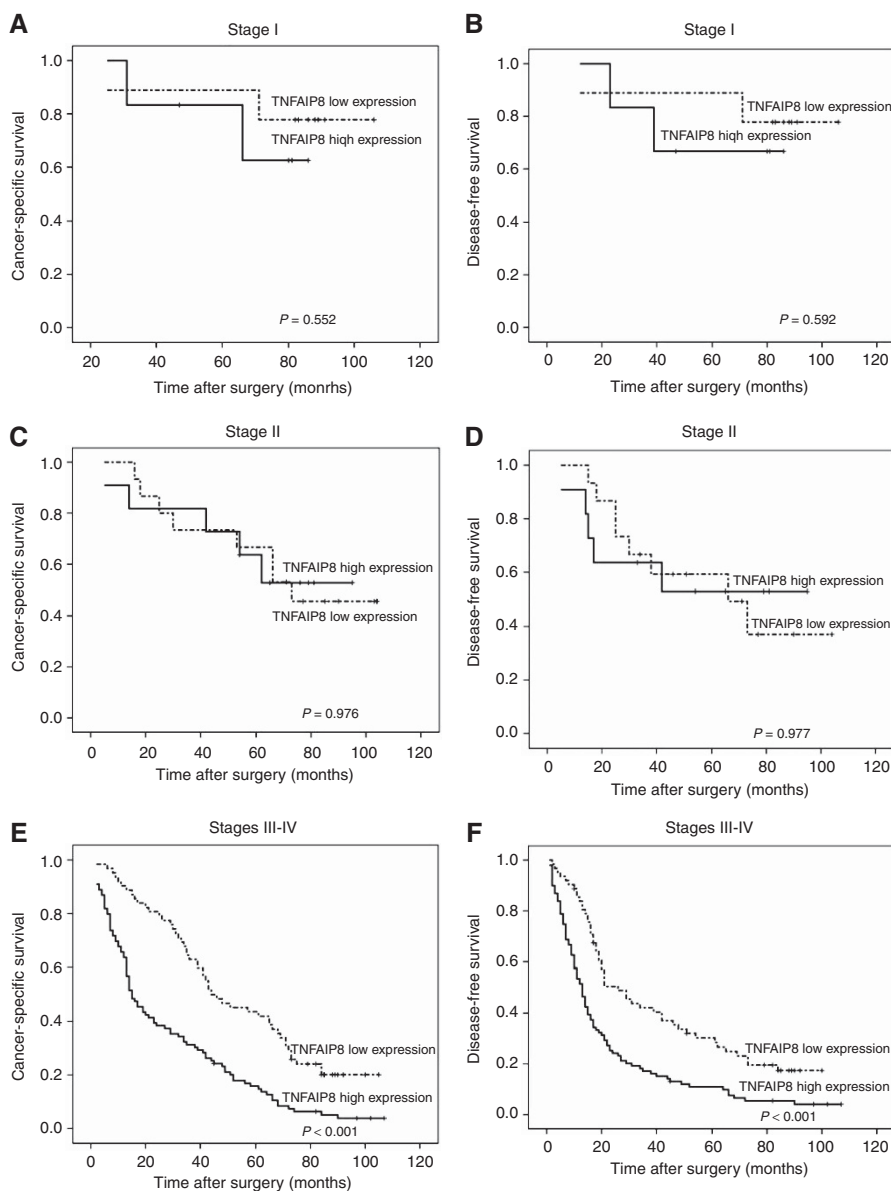 A
Stage I
Cancer-specific survival
1.0
0.8
0.6
0.4
0.2
0.0
TNFAIP8 low expression
TNFAIP8 hiqh expression
P = 0.552
20 40 60 80 100 120
Time after surgery (monrhs)
B
Stage I
Disease-free survival
1.0
0.8
0.6
0.4
0.2
0.0
TNFAIP8 low expression
TNFAIP8 hiqh expression
P = 0.592
0 20 40 60 80 100 120
Time after surgery (months)
C
Stage II
Cancer-specific survival
1.0
0.8
0.6
0.4
0.2
0.0
TNFAIP8 high expression
TNFAIP8 low expression
P = 0.976
0 20 40 60 80 100 120
Time after surgery (months)
D
Stage II
Disease-free survival
1.0
0.8
0.6
0.4
0.2
0.0
TNFAIP8 high expression
TNFAIP8 low expression
P = 0.977
0 20 40 60 80 100 120
Time after surgery (months)
E
Stages III-IV
Cancer-specific survival
1.0
0.8
0.6
0.4
0.2
0.0
TNFAIP8 low expression
TNFAIP8 high expression
P < 0.001
0 20 40 60 80 100 120
Time after surgery (months)
F
Stages III-IV
Disease-free survival
1.0
0.8
0.6
0.4
0.2
0.0
TNFAIP8 low expression
TNFAIP8 high expression
P < 0.001
0 20 40 60 80 100 120
Time after surgery (months)